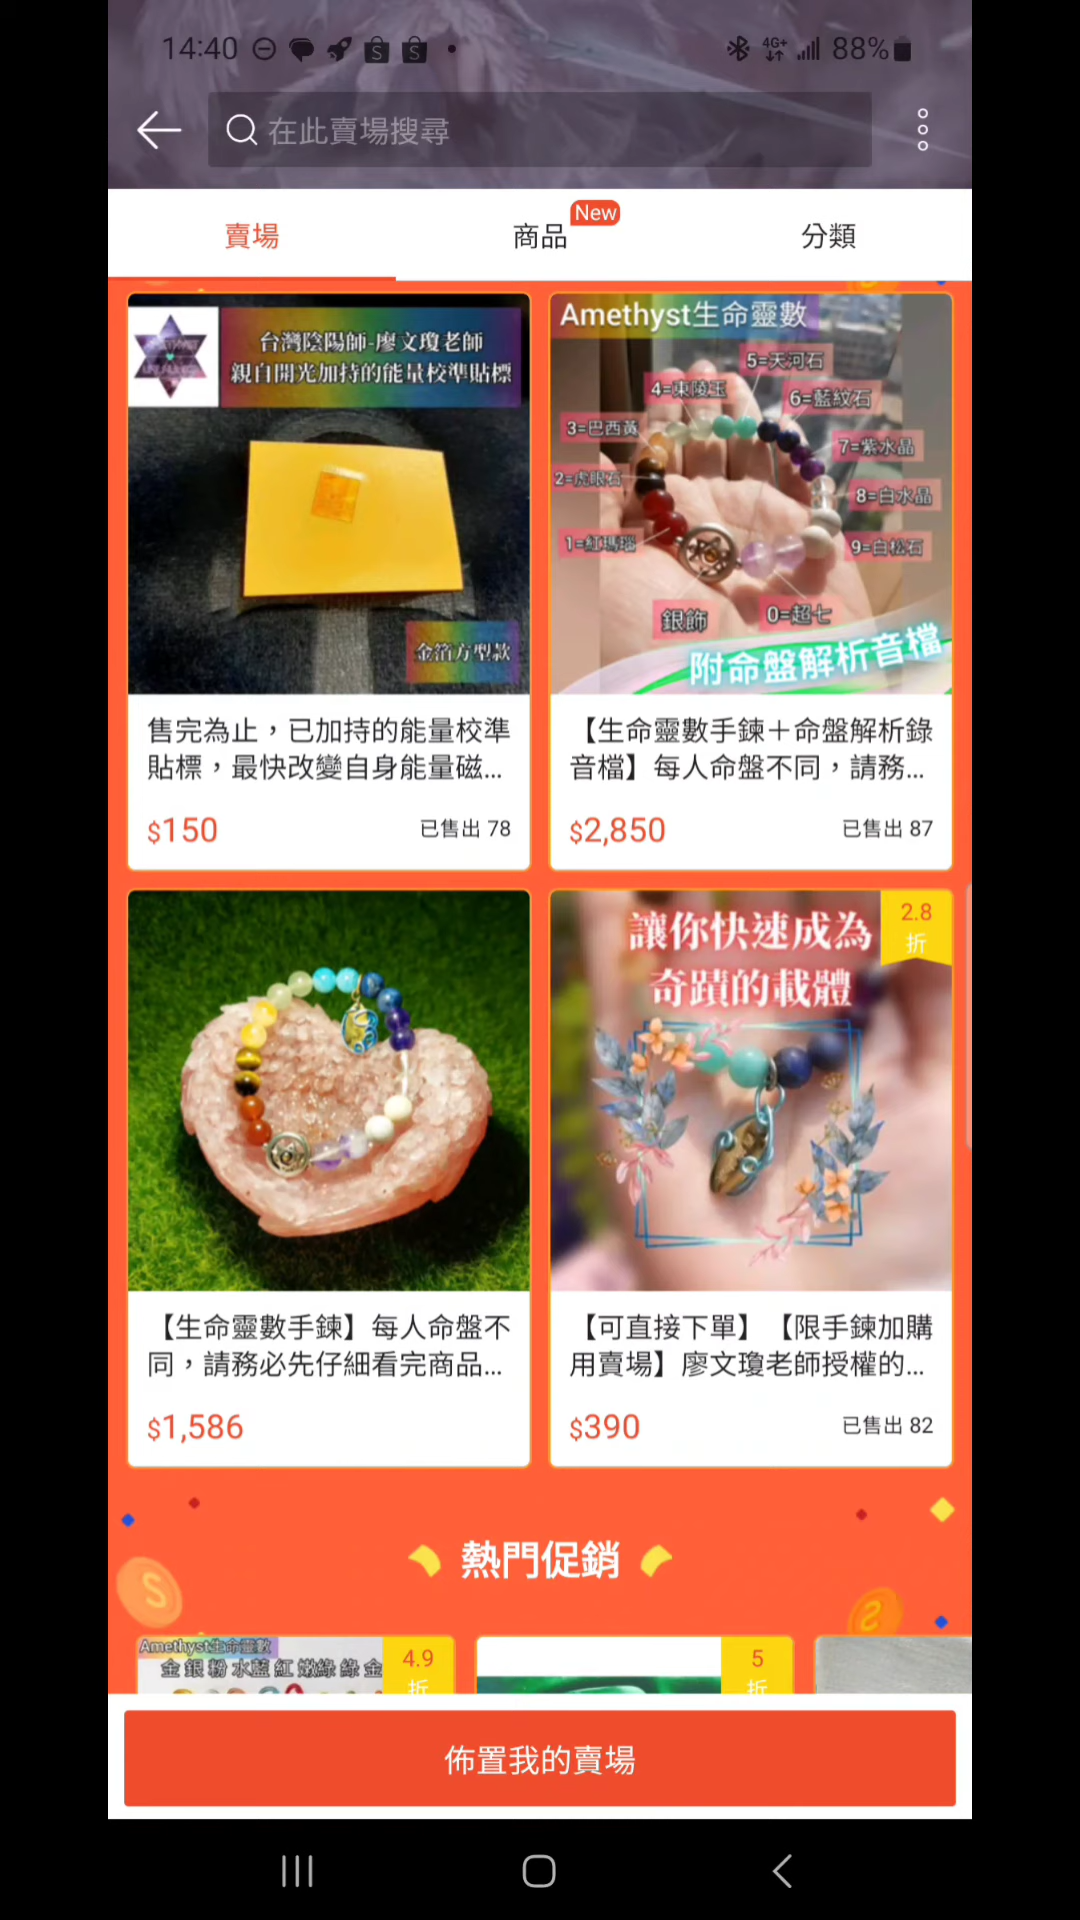 14:40
4G+
88%
在此賣場搜尋
賣場
商品
New
分類
台灣陰陽師-廖文瓊老師
親自開光加持的能量校準貼標
金箔方型款
售完為止，已加持的能量校準
貼標，最快改變自身能量磁...
$150
已售出 78
Amethyst生命靈數
5=天河石
4=東陵玉
6=藍紋石
3=巴西黃
7=紫水晶
2=虎眼石
8=白水晶
1=紅瑪瑙
9=白松石
銀飾
0=超七
附命盤解析音檔
【生命靈數手鍊＋命盤解析錄
音檔】每人命盤不同，請務...
$2,850
已售出 87
【生命靈數手鍊】每人命盤不
同，請務必先仔細看完商品...
$1,586
讓你快速成為
奇蹟的載體
2.8
折
【可直接下單】【限手鍊加購
用賣場】廖文瓊老師授權的...
$390
已售出 82
熱門促銷
Amethyst生命靈數
金 銀 粉 水藍 紅 嫩綠 綠 金
4.9
折
5
折
佈置我的賣場